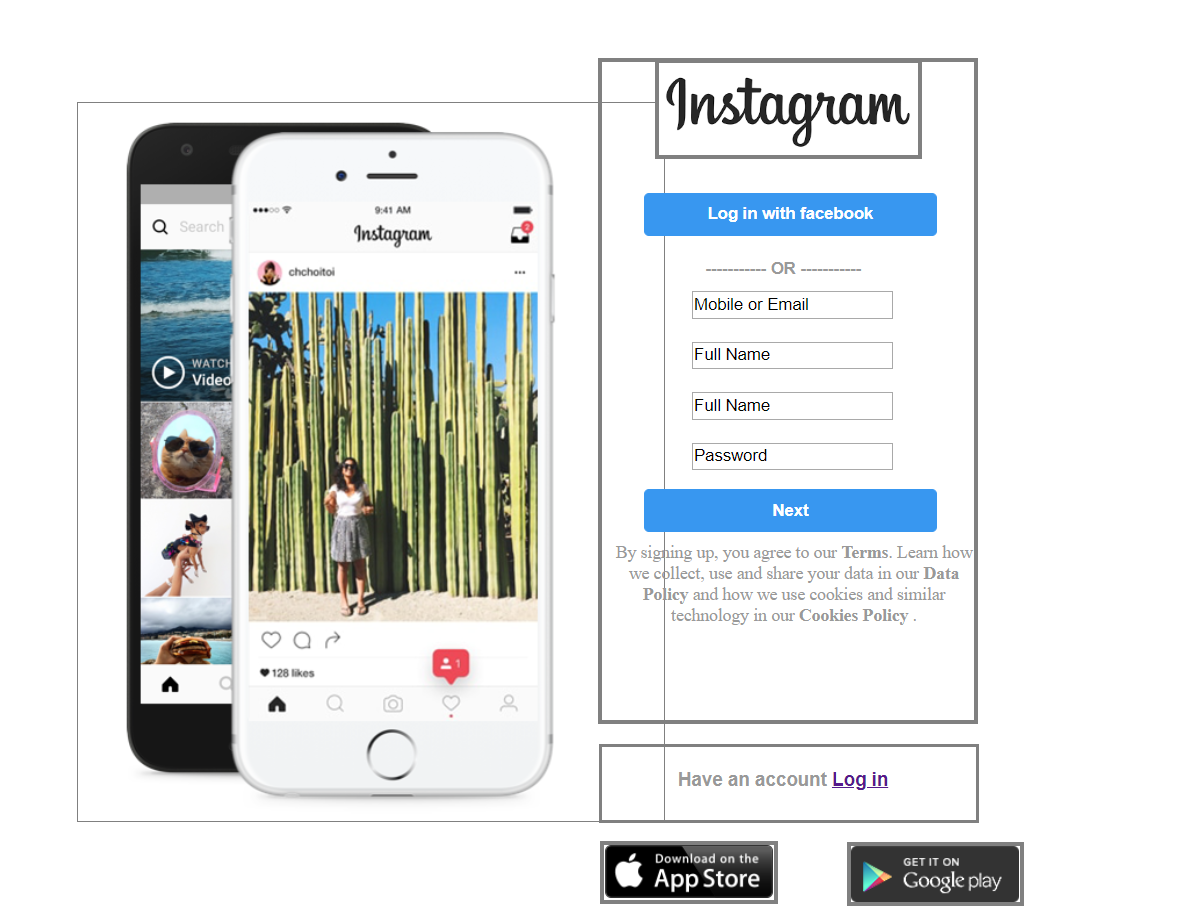 Instagram
Log in with facebook
----------- OR -----------
Mobile or Email
Full Name
Full Name
Password
Next
By signing up, you agree to our Terms. Learn how
we collect, use and share your data in our Data
Policy and how we use cookies and similar
technology in our Cookies Policy .
Have an account Log in
Download on the
App Store
GET IT ON
Google play
Search
WATCH
Video
9:41 AM
Instagram
2
chchoitoi
128 likes
1